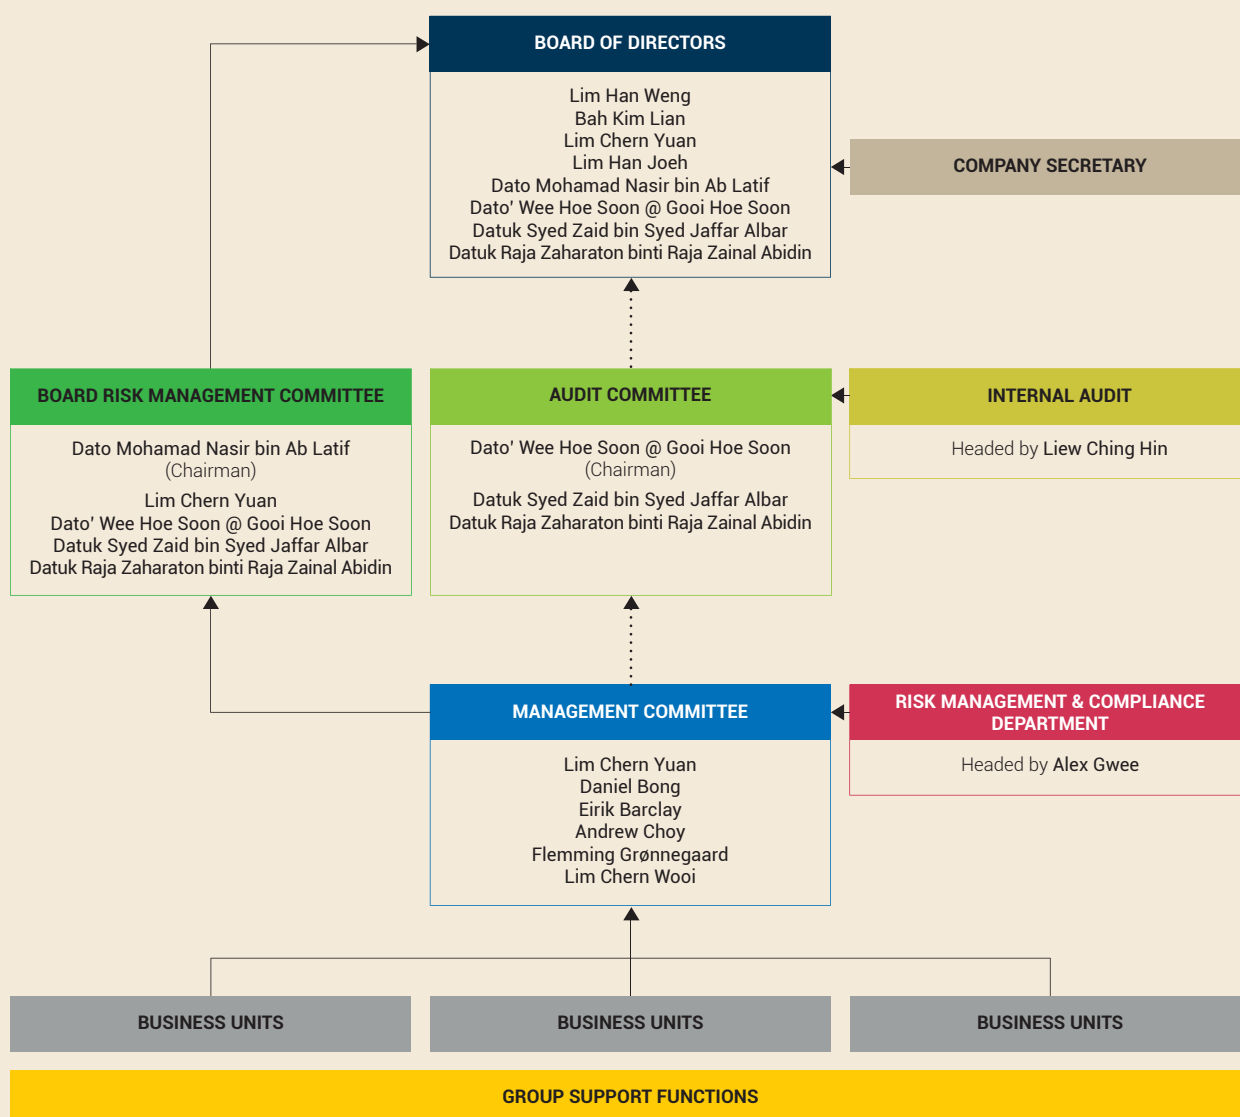 BOARD OF DIRECTORS
Lim Han Weng
Bah Kim Lian
Lim Chern Yuan
Lim Han Joeh
Dato Mohamad Nasir bin Ab Latif
Dato' Wee Hoe Soon @ Gooi Hoe Soon
Datuk Syed Zaid bin Syed Jaffar Albar
Datuk Raja Zaharaton binti Raja Zainal Abidin
COMPANY SECRETARY
BOARD RISK MANAGEMENT COMMITTEE
Dato Mohamad Nasir bin Ab Latif
(Chairman)
Lim Chern Yuan
Dato' Wee Hoe Soon @ Gooi Hoe Soon
Datuk Syed Zaid bin Syed Jaffar Albar
Datuk Raja Zaharaton binti Raja Zainal Abidin
AUDIT COMMITTEE
Dato' Wee Hoe Soon @ Gooi Hoe Soon
(Chairman)
Datuk Syed Zaid bin Syed Jaffar Albar
Datuk Raja Zaharaton binti Raja Zainal Abidin
INTERNAL AUDIT
Headed by Liew Ching Hin
MANAGEMENT COMMITTEE
Lim Chern Yuan
Daniel Bong
Eirik Barclay
Andrew Choy
Flemming Grønnegaard
Lim Chern Wooi
RISK MANAGEMENT & COMPLIANCE
DEPARTMENT
Headed by Alex Gwee
BUSINESS UNITS
BUSINESS UNITS
BUSINESS UNITS
GROUP SUPPORT FUNCTIONS